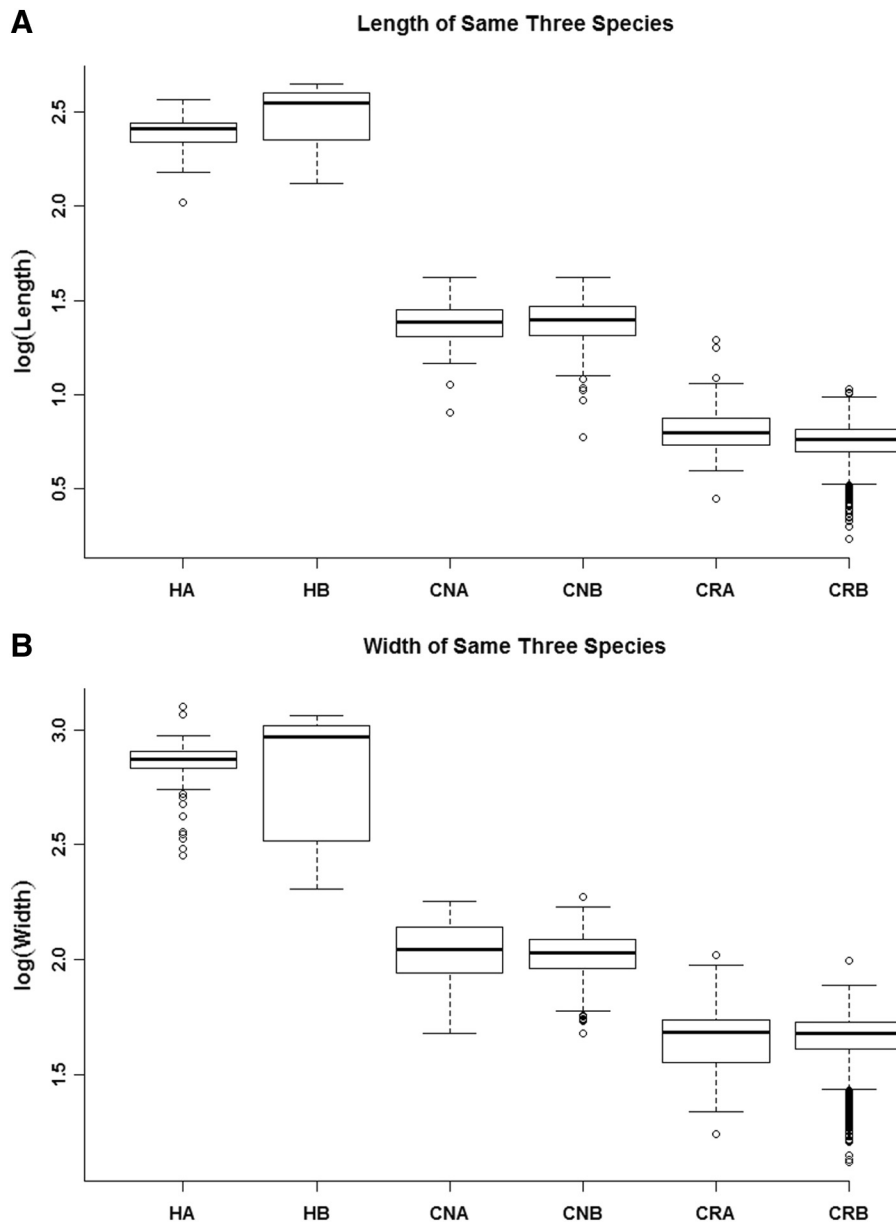 A
Length of Same Three Species
log(Length)
2.5
2.0
1.5
1.0
0.5
HA HB CNA CNB CRA CRB
B
Width of Same Three Species
log(Width)
3.0
2.5
2.0
1.5
HA HB CNA CNB CRA CRB